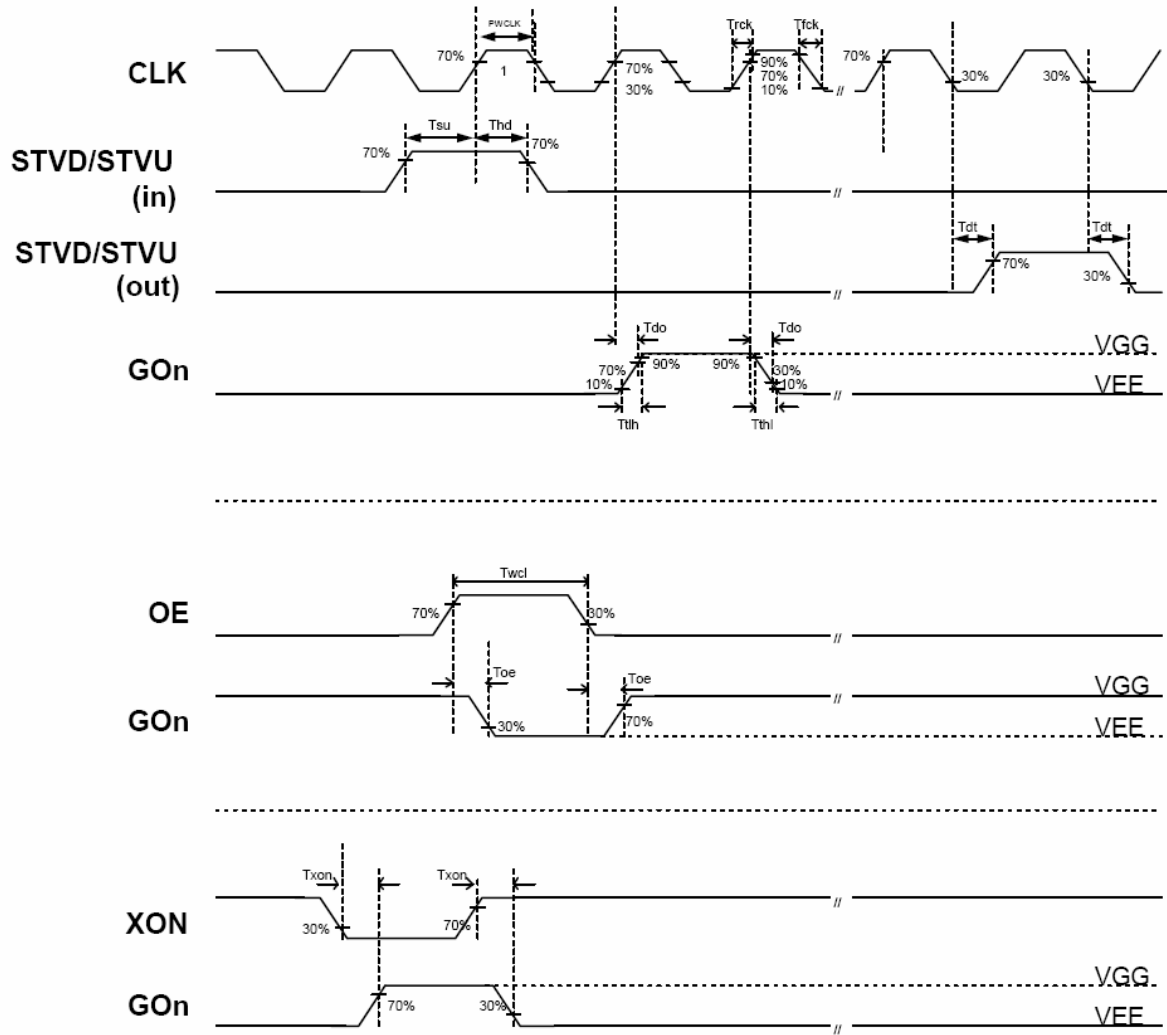 PWCLK
Trck
Tfck
CLK
70%
1
70%
30%
90%
70%
10%
70%
30%
30%
//
Tsu
Thd
STVD/STVU
(in)
70%
70%
//
STVD/STVU
(out)
Tdt
Tdt
70%
30%
//
GOn
Tdo
Tdo
VGG
70%
90%
90%
30%
10%
10%
VEE
//
Ttlh
Tthl
OE
Twcl
70%
30%
//
GOn
Toe
Toe
VGG
30%
70%
VEE
XON
Txon
Txon
30%
70%
//
GOn
VGG
70%
30%
VEE
//